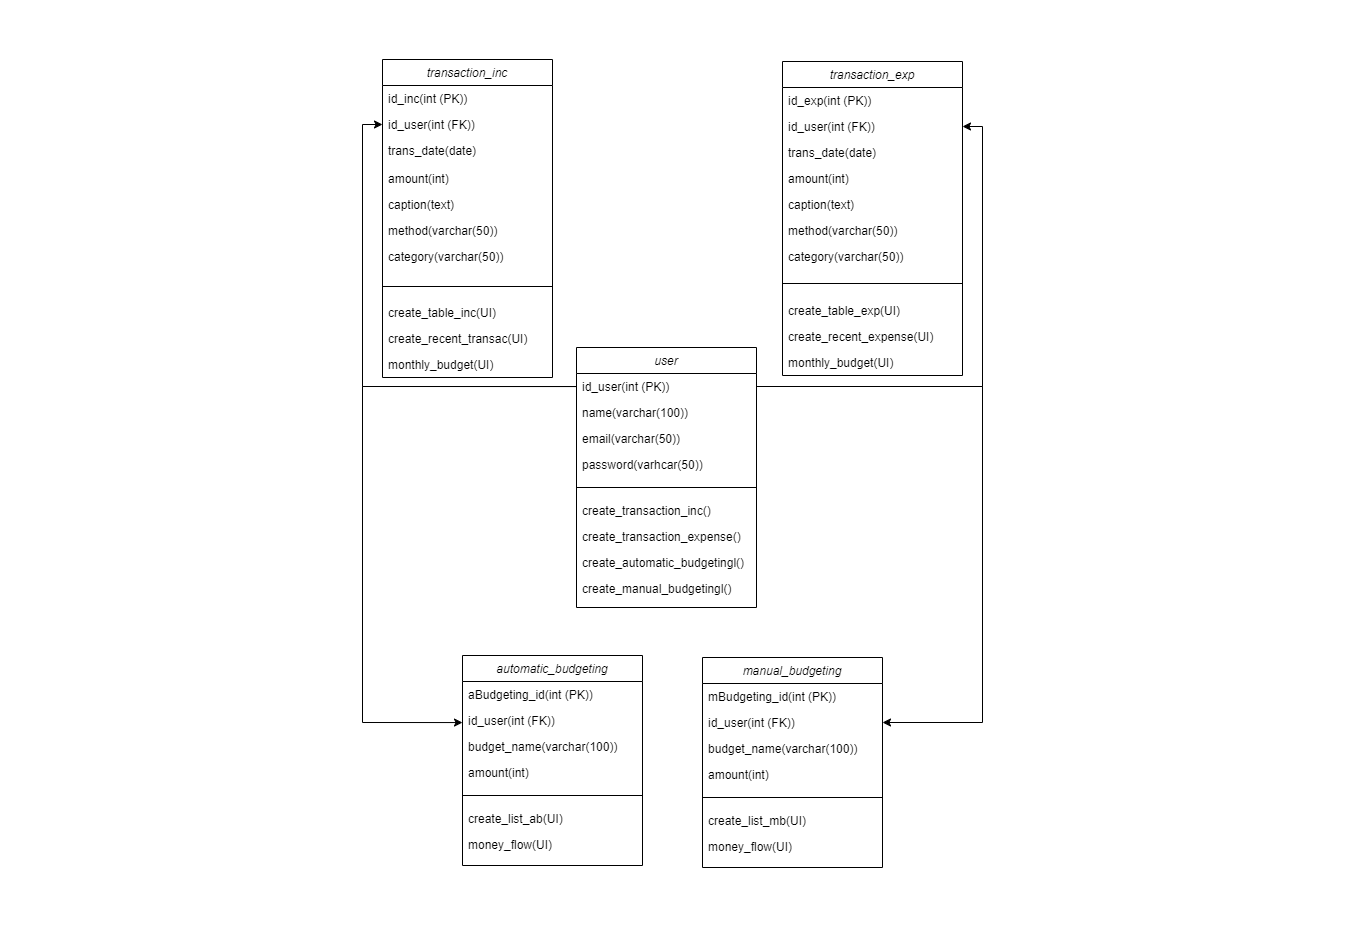 transaction_inc
id_inc(int (PK))
id_user(int (FK))
trans_date(date)
amount(int)
caption(text)
method(varchar(50))
category(varchar(50))
create_table_inc(UI)
create_recent_transac(UI)
monthly_budget(UI)
transaction_exp
id_exp(int (PK))
id_user(int (FK))
trans_date(date)
amount(int)
caption(text)
method(varchar(50))
category(varchar(50))
create_table_exp(UI)
create_recent_expense(UI)
monthly_budget(UI)
user
id_user(int (PK))
name(varchar(100))
email(varchar(50))
password(varhcar(50))
create_transaction_inc()
create_transaction_expense()
create_automatic_budgetingl()
create_manual_budgetingl()
automatic_budgeting
aBudgeting_id(int (PK))
id_user(int (FK))
budget_name(varchar(100))
amount(int)
create_list_ab(UI)
money_flow(UI)
manual_budgeting
mBudgeting_id(int (PK))
id_user(int (FK))
budget_name(varchar(100))
amount(int)
create_list_mb(UI)
money_flow(UI)